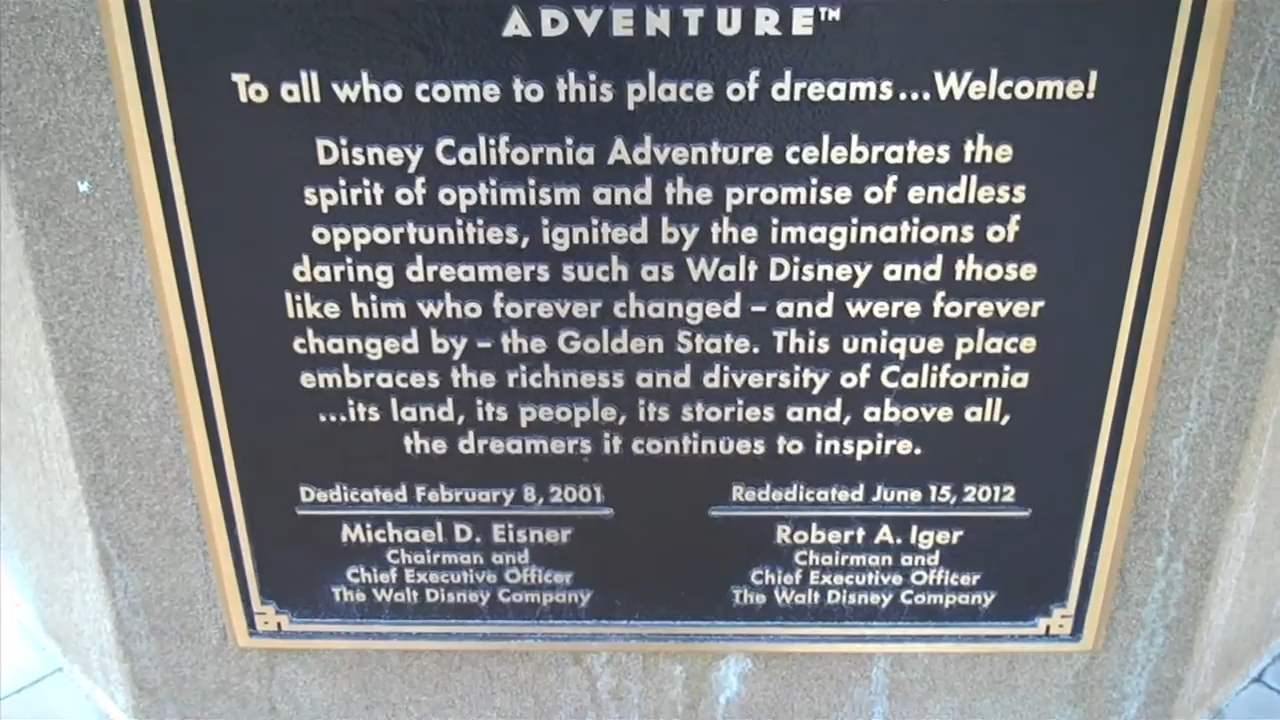 ADVENTURE™
To all who come to this place of dreams...Welcome!
Disney California Adventure celebrates the
spirit of optimism and the promise of endless
opportunities, ignited by the imaginations of
daring dreamers such as Walt Disney and those
like him who forever changed – and were forever
changed by – the Golden State. This unique place
embraces the richness and diversity of California
...its land, its people, its stories and, above all,
the dreamers it continues to inspire.
Dedicated February 8, 2001
Michael D. Eisner
Chairman and
Chief Executive Officer
The Walt Disney Company
Rededicated June 15, 2012
Robert A. Iger
Chairman and
Chief Executive Officer
The Walt Disney Company